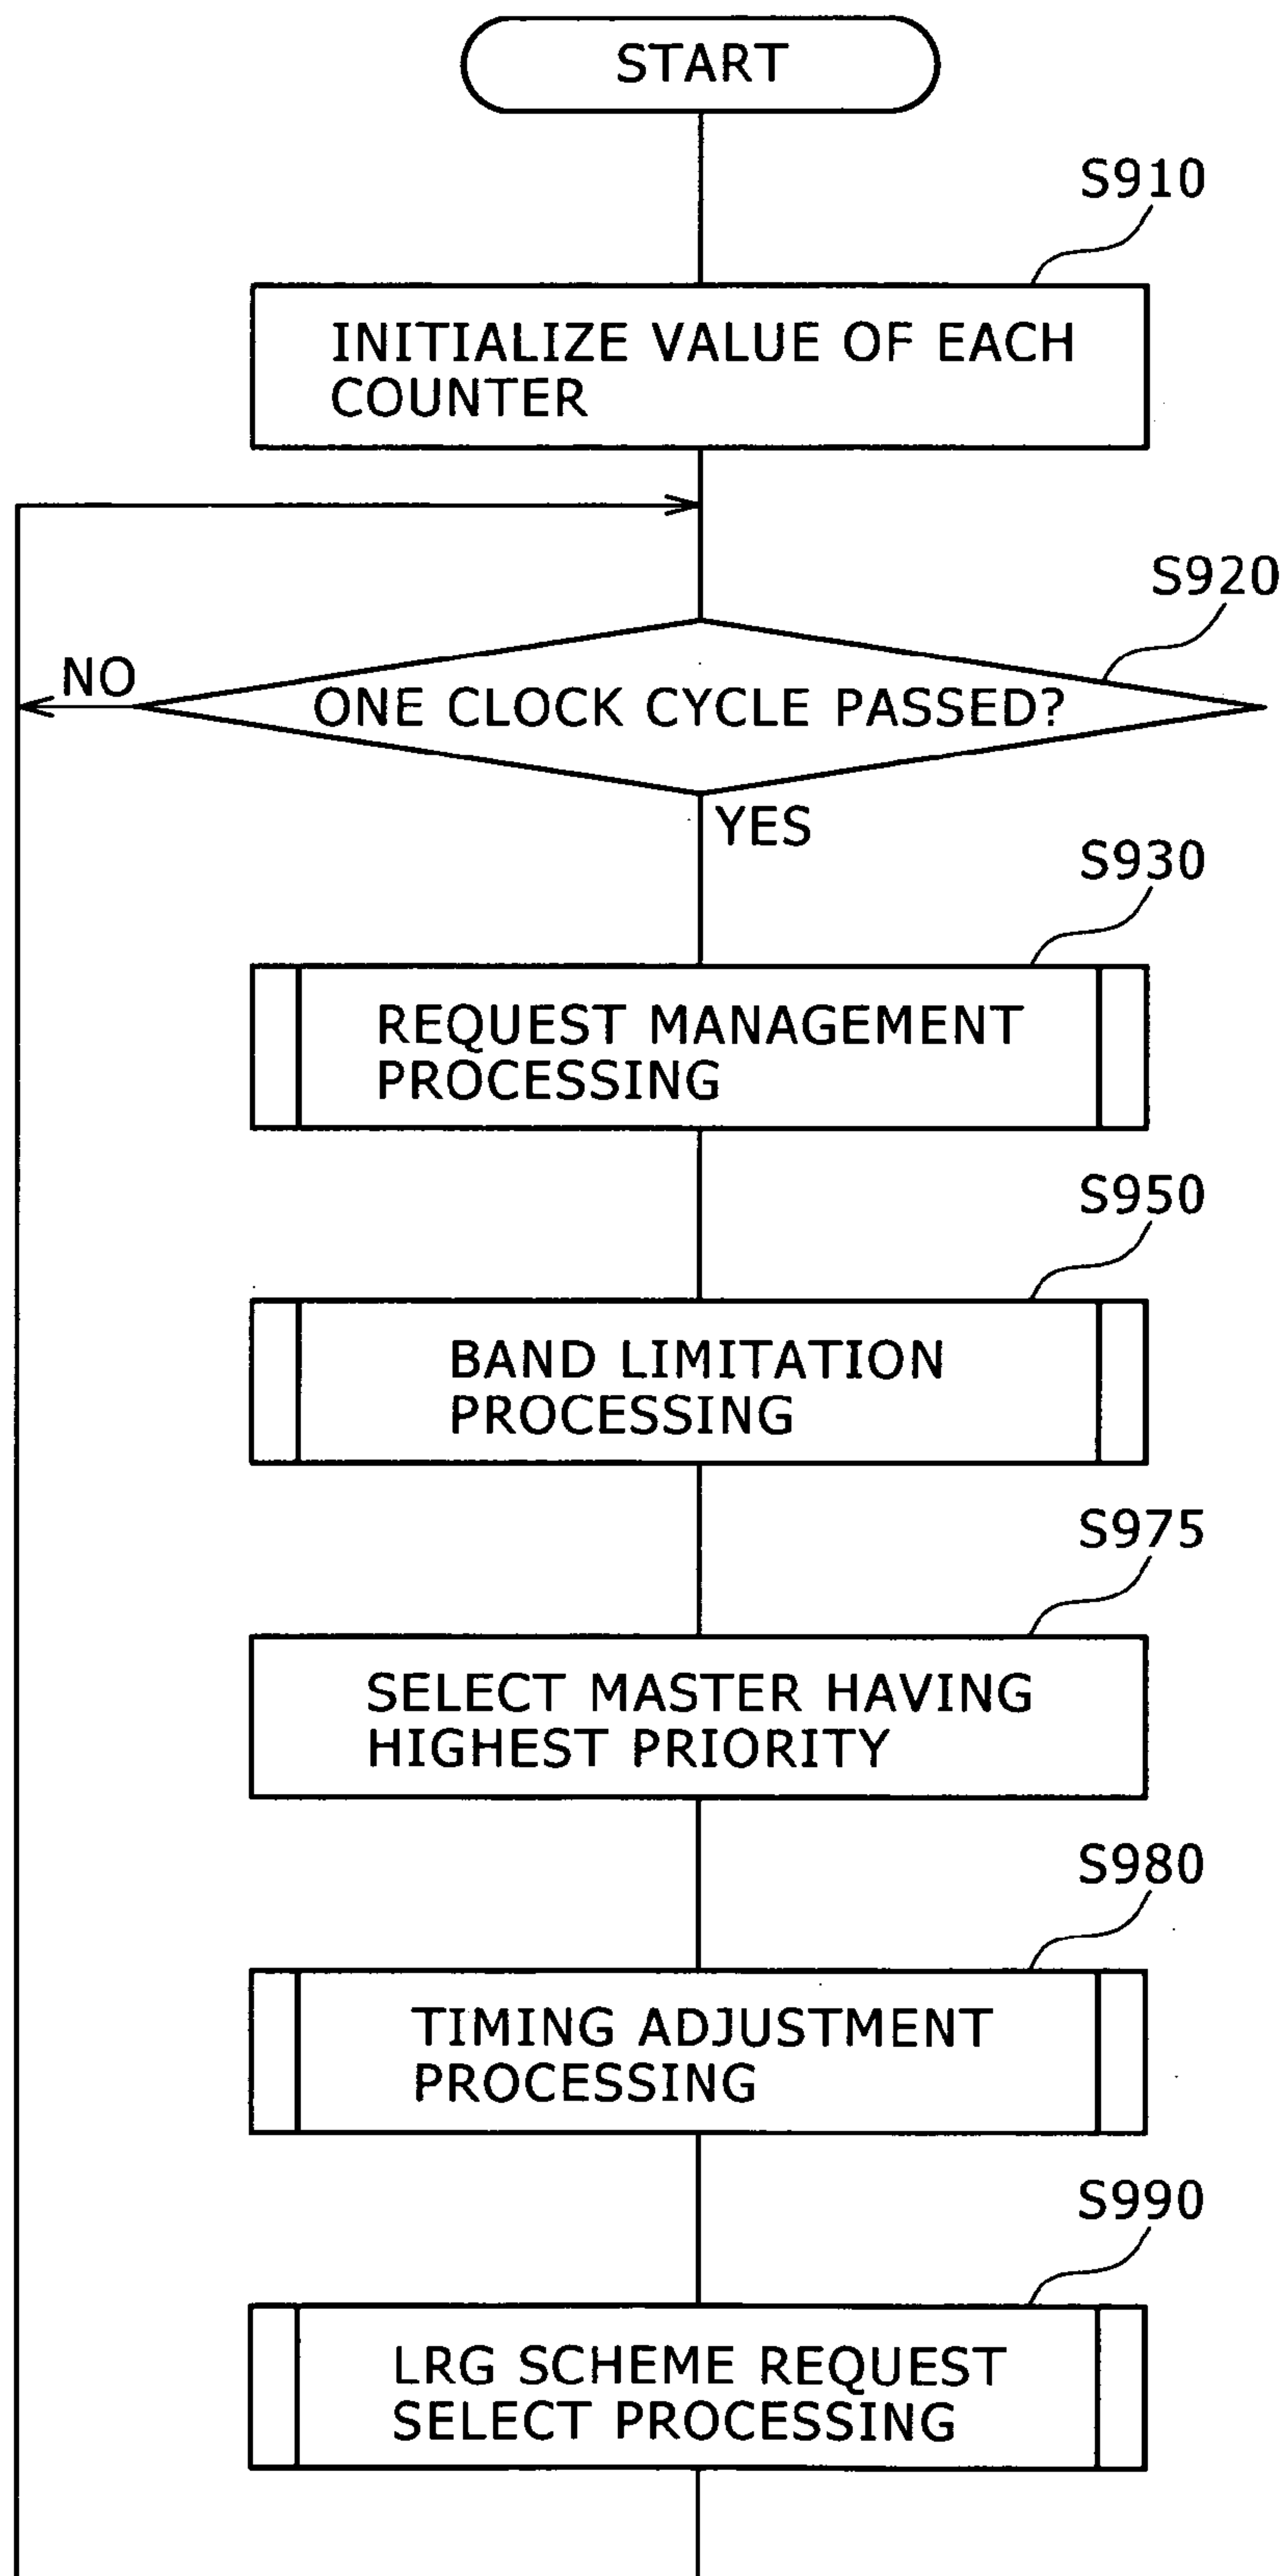 START
S910
INITIALIZE VALUE OF EACH
COUNTER
S920
NO
ONE CLOCK CYCLE PASSED?
YES
S930
REQUEST MANAGEMENT
PROCESSING
S950
BAND LIMITATION
PROCESSING
S975
SELECT MASTER HAVING
HIGHEST PRIORITY
S980
TIMING ADJUSTMENT
PROCESSING
S990
LRG SCHEME REQUEST
SELECT PROCESSING